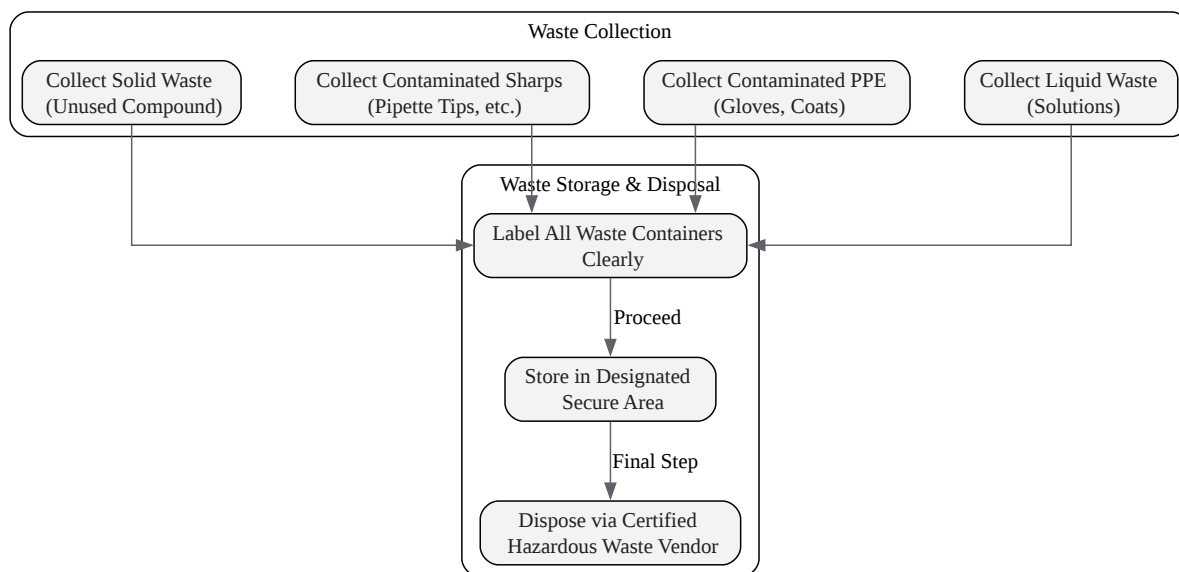 Waste Collection
Collect Solid Waste
(Unused Compound)
Collect Contaminated Sharps
(Pipette Tips, etc.)
Collect Contaminated PPE
(Gloves, Coats)
Collect Liquid Waste
(Solutions)
Waste Storage & Disposal
Label All Waste Containers
Clearly
Proceed
Store in Designated
Secure Area
Final Step
Dispose via Certified
Hazardous Waste Vendor